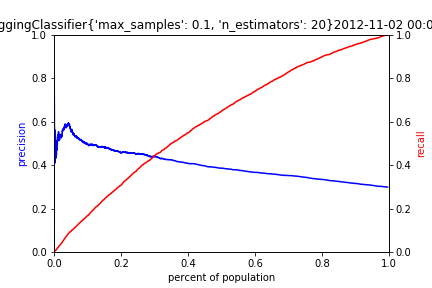 ggingClassifier{'max_samples': 0.1, 'n_estimators': 20}2012-11-02 00:0
1.0 1.0
0.8 0.8
0.6 0.6
precision recall
0.4 0.4
0.2 0.2
0.0 0.0
0.0 0.2 0.4 0.6 0.8 1.0
percent of population